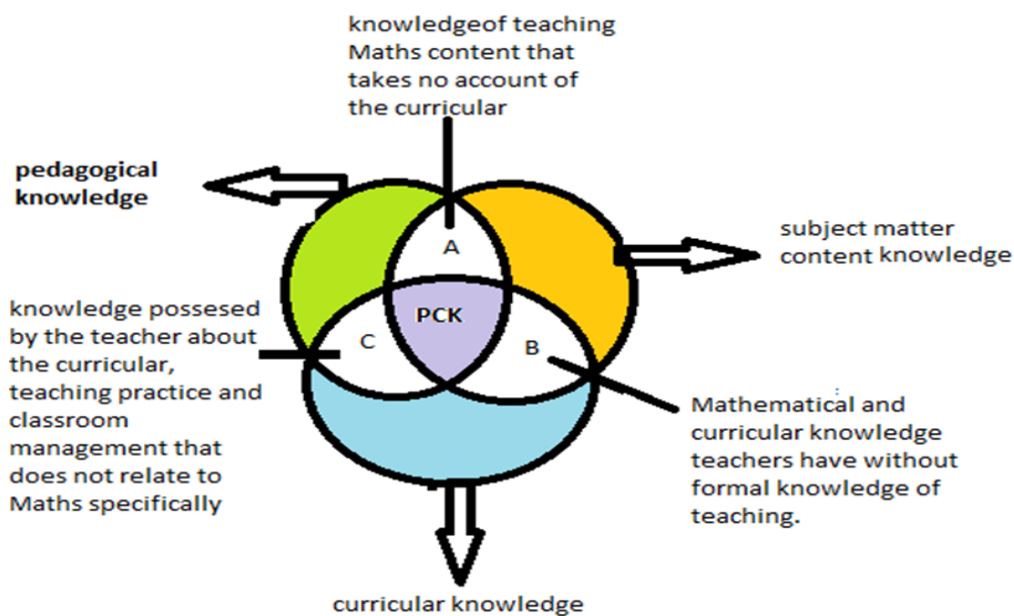 knowledgeof teaching
Maths content that
takes no account of
the curricular
pedagogical
knowledge
subject matter
content knowledge
A
PCK
C
B
knowledge possesed
by the teacher about
the curricular,
teaching practice and
classroom
management that
does not relate to
Maths specifically
Mathematical and
curricular knowledge
teachers have without
formal knowledge of
teaching.
curricular knowledge